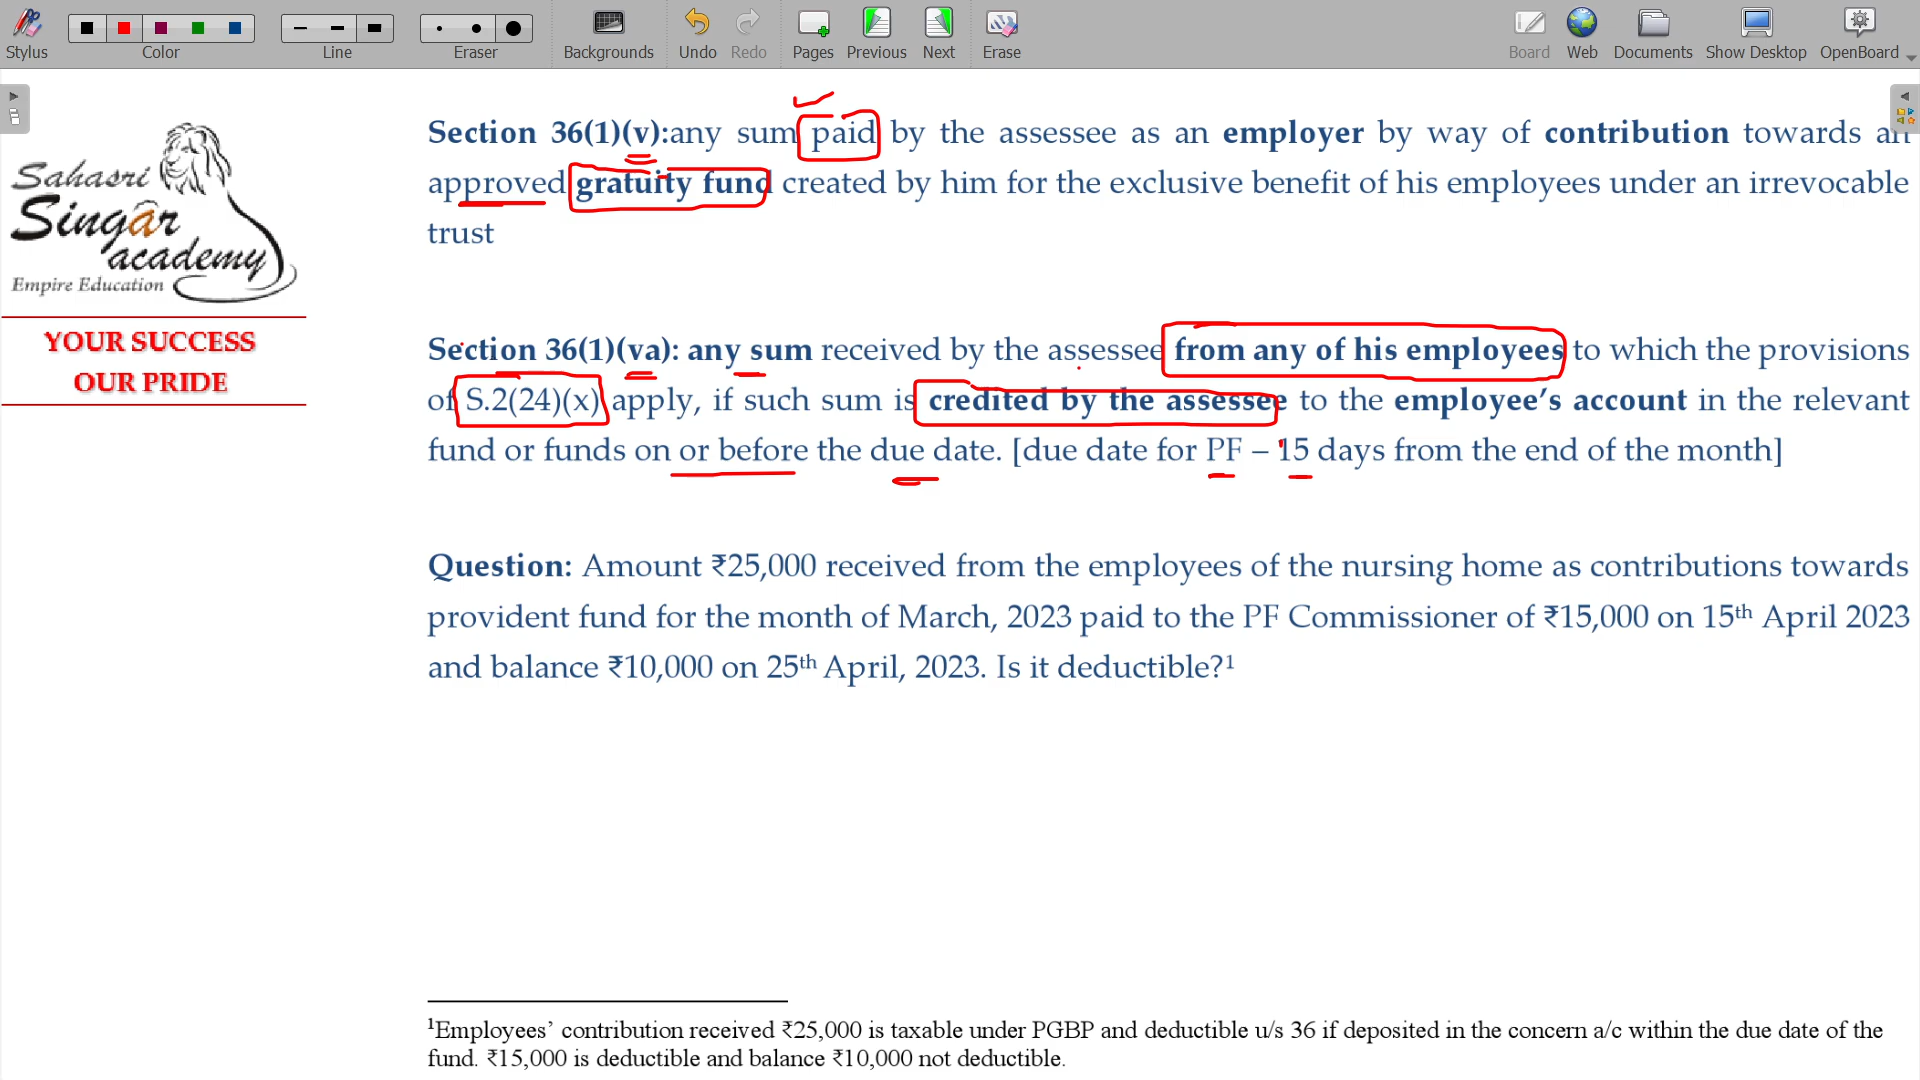 Stylus
Color
Line
Eraser
Backgrounds
Undo
Redo
Pages
Previous
Next
Erase
Board
Web
Documents
Show Desktop
OpenBoard
Sahasri
Singar
academy
Empire Education
YOUR SUCCESS
OUR PRIDE
Section 36(1)(v):any sum paid by the assessee as an employer by way of contribution towards an
approved gratuity fund created by him for the exclusive benefit of his employees under an irrevocable
trust
Section 36(1)(va): any sum received by the assessee from any of his employees to which the provisions
of S.2(24)(x) apply, if such sum is credited by the assessee to the employee’s account in the relevant
fund or funds on or before the due date. [due date for PF – 15 days from the end of the month]
Question: Amount ₹25,000 received from the employees of the nursing home as contributions towards
provident fund for the month of March, 2023 paid to the PF Commissioner of ₹15,000 on 15th April 2023
and balance ₹10,000 on 25th April, 2023. Is it deductible?¹
¹Employees’ contribution received ₹25,000 is taxable under PGBP and deductible u/s 36 if deposited in the concern a/c within the due date of the
fund. ₹15,000 is deductible and balance ₹10,000 not deductible.